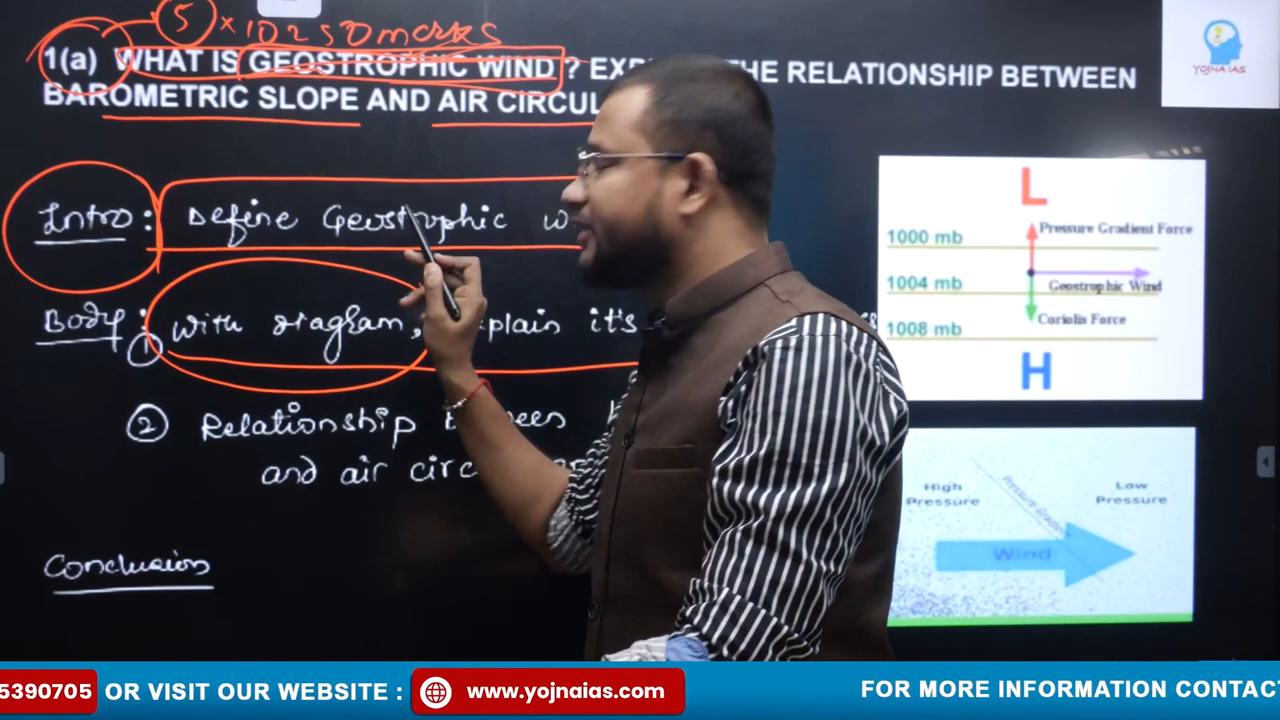 5 × 10 = 50 marks
1(a) WHAT IS GEOSTROPHIC WIND ? THE RELATIONSHIP BETWEEN
BAROMETRIC SLOPE AND AIR CIRCUL
YOJNA IAS
Intro : Define Geostrophic
Body : ① with diagram, explain it's
② Relationship
and air circ
Conclusion
L
Pressure Gradient Force
1000 mb
1004 mb
Geostrophic Wind
1008 mb
Coriolis Force
H
High Pressure
Low Pressure
Wind
5390705 OR VISIT OUR WEBSITE : www.yojnaias.com FOR MORE INFORMATION CONTACT